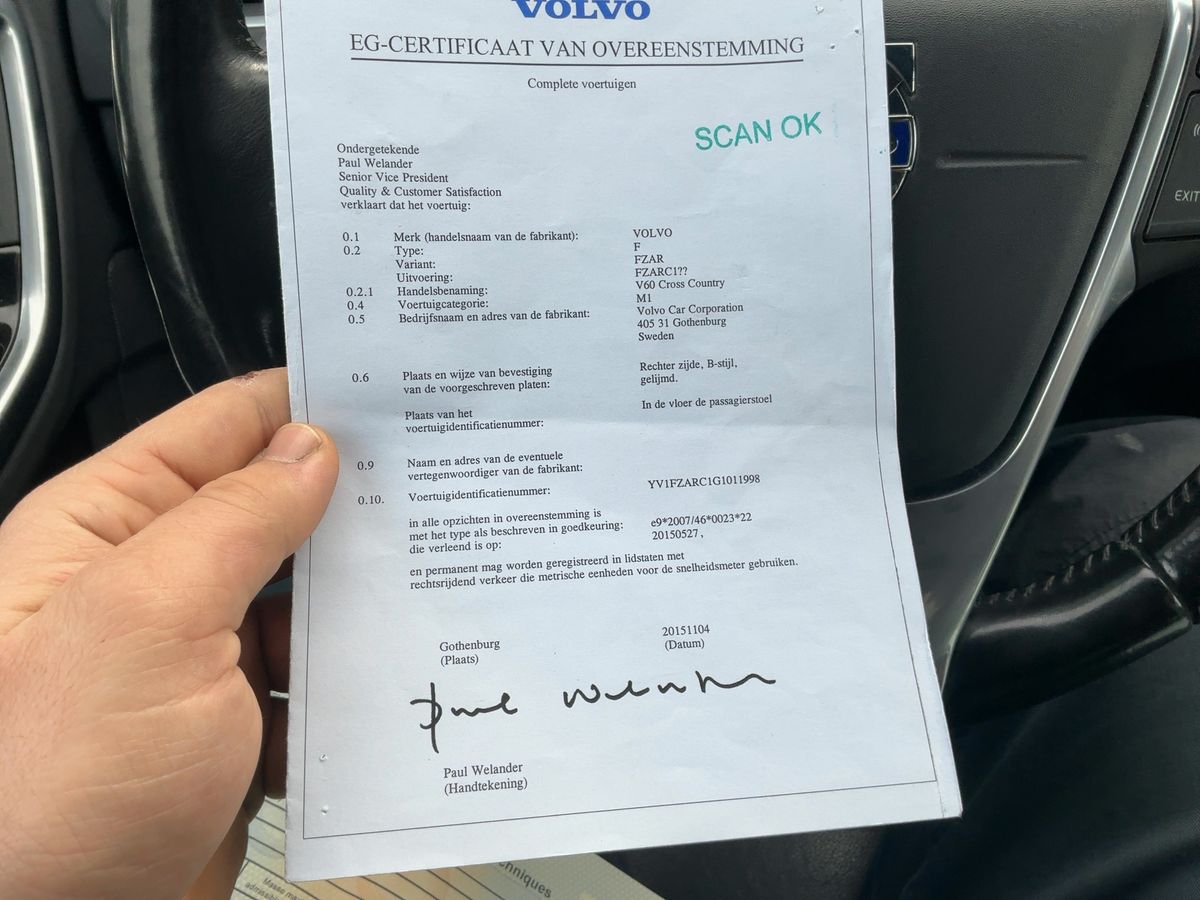 VOLVO
EG-CERTIFICAAT VAN OVEREENSTEMMING
Complete voertuigen
SCAN OK
Ondergetekende
Paul Welander
Senior Vice President
Quality & Customer Satisfaction
verklaart dat het voertuig:
0.1 Merk (handelsnaam van de fabrikant): VOLVO
0.2 Type: F
Variant: FZAR
Uitvoering: FZARC1??
0.2.1 Handelsbenaming: V60 Cross Country
0.4 Voertuigcategorie: M1
0.5 Bedrijfsnaam en adres van de fabrikant: Volvo Car Corporation
405 31 Gothenburg
Sweden
0.6 Plaats en wijze van bevestiging Rechter zijde, B-stijl,
van de voorgeschreven platen: gelijmd.
Plaats van het In de vloer de passagierstoel
voertuigidentificatienummer:
0.9 Naam en adres van de eventuele
vertegenwoordiger van de fabrikant:
0.10. Voertuigidentificatienummer: YV1FZARC1G1011998
in alle opzichten in overeenstemming is
met het type als beschreven in goedkeuring: e9*2007/46*0023*22
die verleend is op: 20150527,
en permanent mag worden geregistreerd in lidstaten met
rechtsrijdend verkeer die metrische eenheden voor de snelheidsmeter gebruiken.
Gothenburg 20151104
(Plaats) (Datum)
Paul Welander
Paul Welander
(Handtekening)
EXIT
chniques
Masse ma
admissi